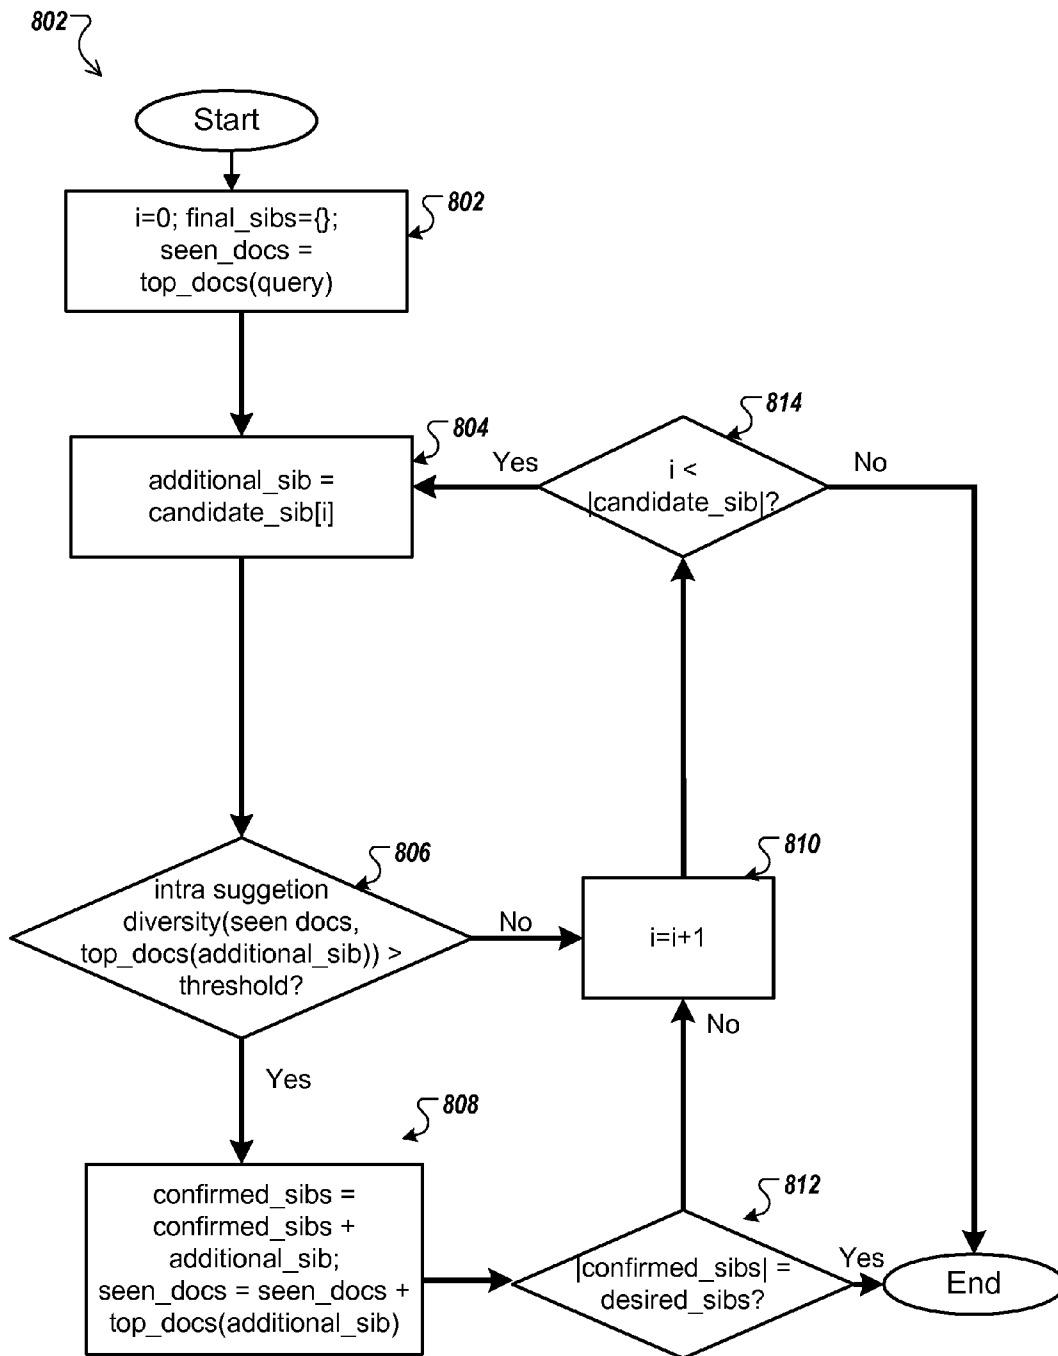 802
Start
i=0; final_sibs={};
seen_docs =
top_docs(query)
802
additional_sib =
candidate_sib[i]
804
Yes
i <
|candidate_sib|?
814
No
intra suggetion
diversity(seen docs,
top_docs(additional_sib)) >
threshold?
806
No
i=i+1
810
No
Yes
808
confirmed_sibs =
confirmed_sibs +
additional_sib;
seen_docs = seen_docs +
top_docs(additional_sib)
|confirmed_sibs| =
desired_sibs?
812
Yes
End